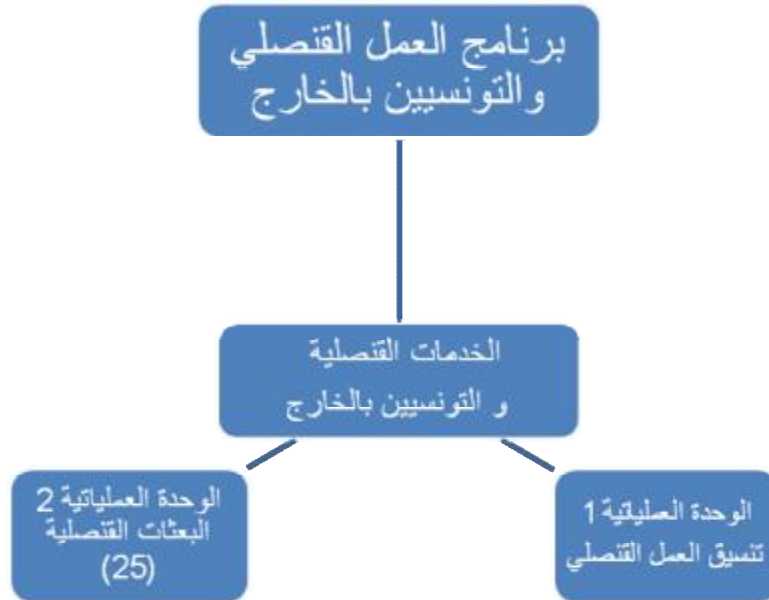 برنامج العمل القنصلي
والتونسيين بالخارج
الخدمات القنصلية
و التونسيين بالخارج
الوحدة العملياتية 1
تنسيق العمل القنصلي
الوحدة العملياتية 2
البعثات القنصلية
(25)